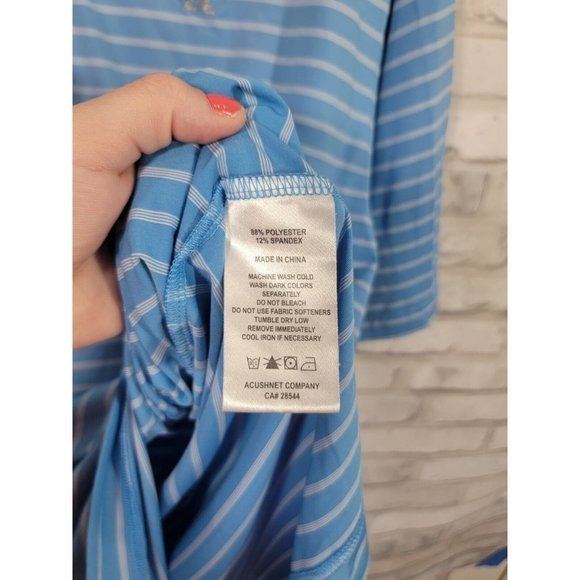 88% POLYESTER
12% SPANDEX
MADE IN CHINA
MACHINE WASH COLD
WASH DARK COLORS
SEPARATELY
DO NOT BLEACH
DO NOT USE FABRIC SOFTENERS
TUMBLE DRY LOW
REMOVE IMMEDIATELY
COOL IRON IF NECESSARY
ACUSHNET COMPANY
CA# 28544